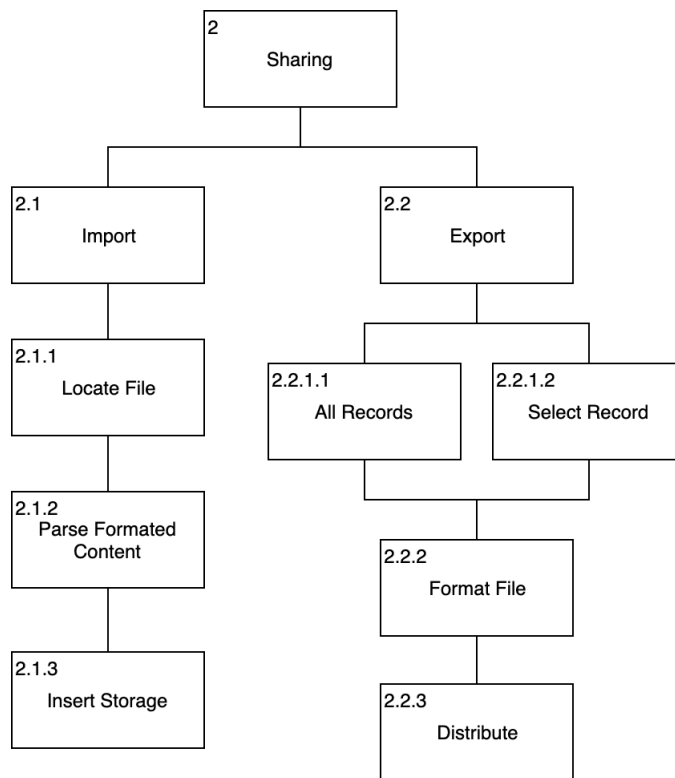 2
Sharing
2.1
Import
2.2
Export
2.1.1
Locate File
2.2.1.1
All Records
2.2.1.2
Select Record
2.1.2
Parse Formated
Content
2.2.2
Format File
2.1.3
Insert Storage
2.2.3
Distribute